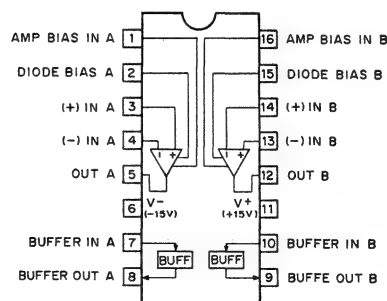 AMP BIAS IN A 1 16 AMP BIAS IN B
DIODE BIAS A 2 15 DIODE BIAS B
(+) IN A 3 14 (+) IN B
(-) IN A 4 - + + - 13 (-) IN B
OUT A 5 12 OUT B
6 V- V+ 11
(-15V) (+15V)
BUFFER IN A 7 10 BUFFER IN B
BUFF BUFF
BUFFER OUT A 8 9 BUFFE OUT B